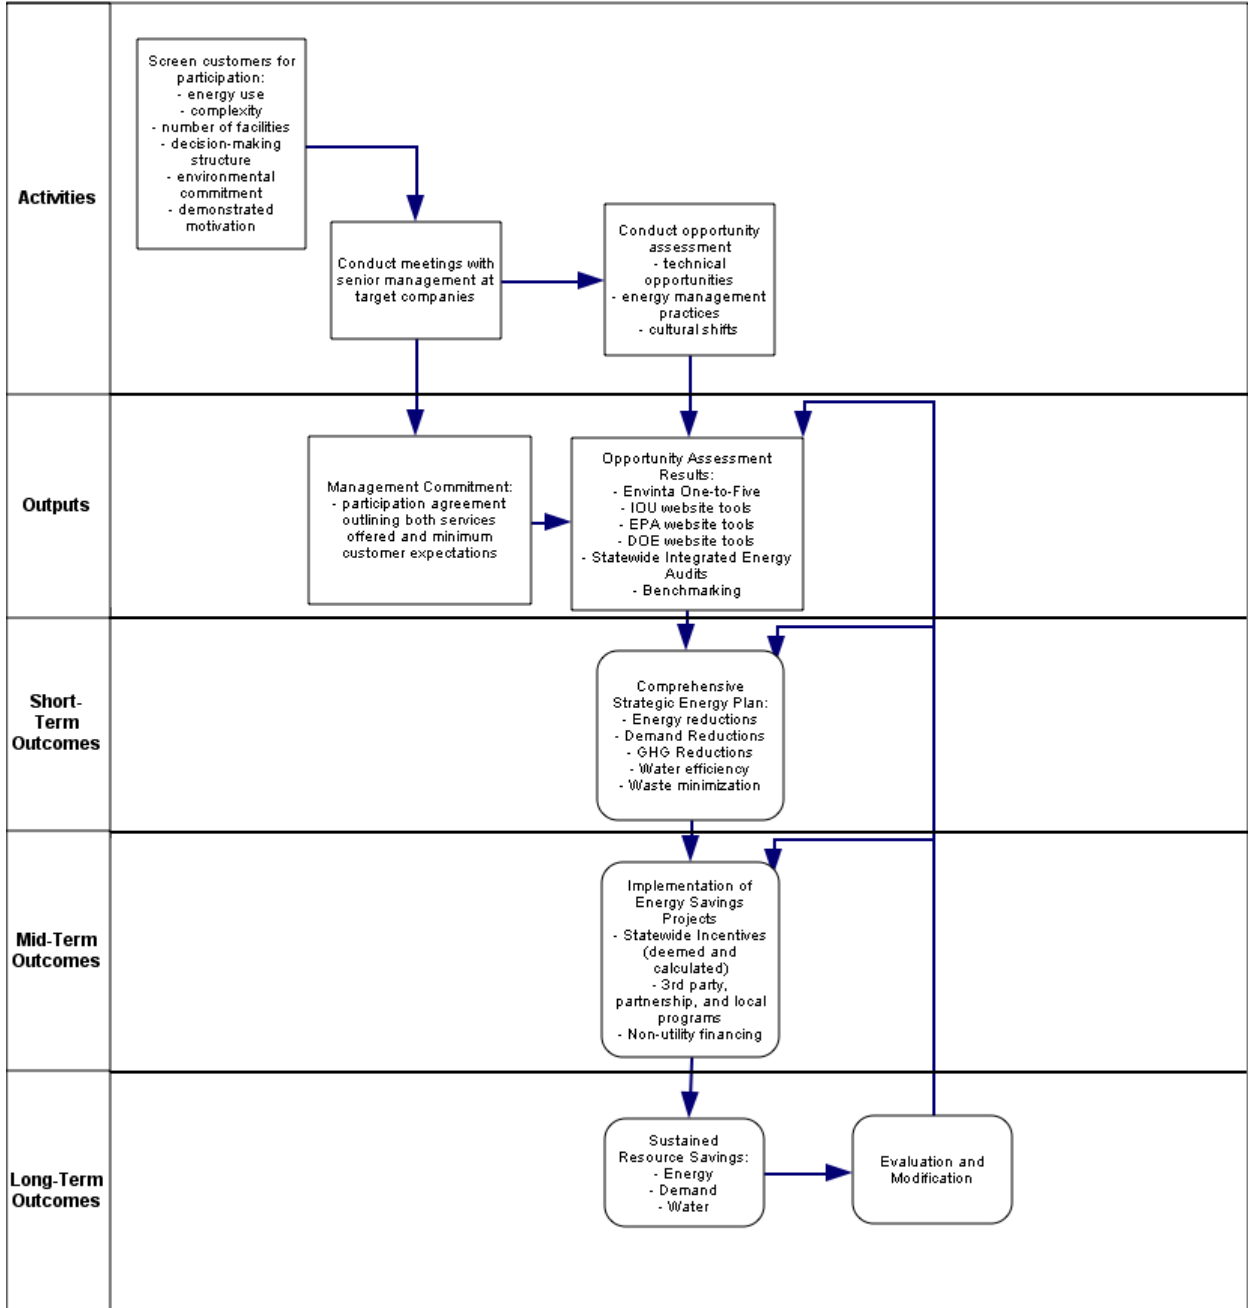 Activities
Screen customers for
participation:
- energy use
- complexity
- number of facilities
- decision-making
structure
- environmental
commitment
- demonstrated
motivation
Conduct meetings with
senior management at
target companies
Conduct opportunity
assessment
- technical
opportunities
- energy management
practices
- cultural shifts
Outputs
Management Commitment:
- participation agreement
outlining both services
offered and minimum
customer expectations
Opportunity Assessment
Results:
- Envinta One-to-Five
- IOU website tools
- EPA website tools
- DOE website tools
- Statewide Integrated Energy
Audits
- Benchmarking
Short-
Term
Outcomes
Comprehensive
Strategic Energy Plan:
- Energy reductions
- Demand Reductions
- GHG Reductions
- Water efficiency
- Waste minimization
Mid-Term
Outcomes
Implementation of
Energy Savings
Projects
- Statewide Incentives
(deemed and
calculated)
- 3rd party,
partnership, and local
programs
- Non-utility financing
Long-Term
Outcomes
Sustained
Resource Savings:
- Energy
- Demand
- Water
Evaluation and
Modification